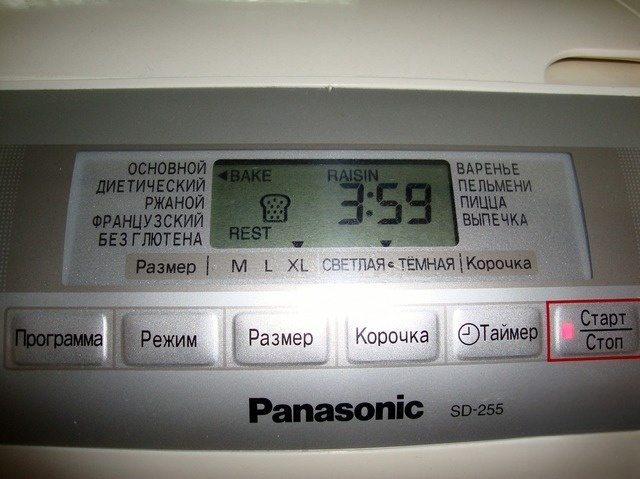 ОСНОВНОЙ
ДИЕТИЧЕСКИЙ
РЖАНОЙ
ФРАНЦУЗСКИЙ
БЕЗ ГЛЮТЕНА
BAKE RAISIN
3:59
REST
ВАРЕНЬЕ
ПЕЛЬМЕНИ
ПИЦЦА
ВЫПЕЧКА
Размер | M L XL СВЕТЛАЯ • ТЁМНАЯ | Корочка
Программа Режим Размер Корочка Таймер Старт
Стоп
Panasonic SD-255